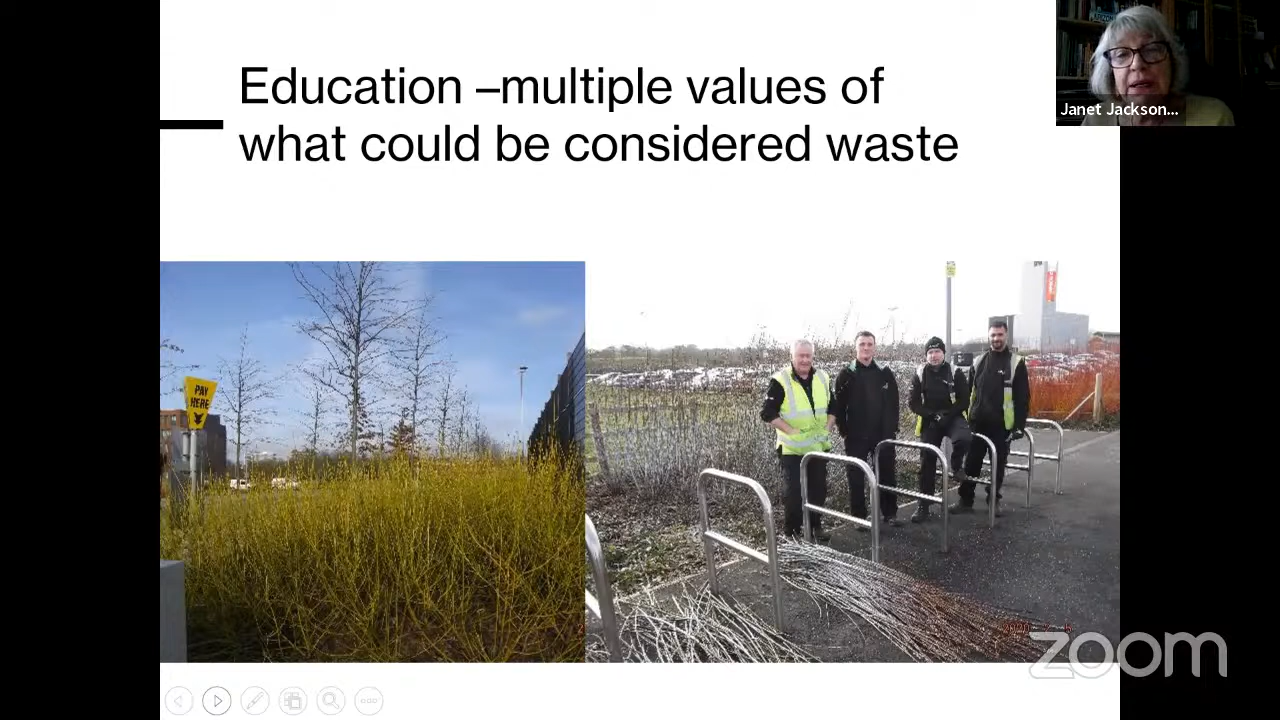 Education –multiple values of
what could be considered waste
Janet Jackson...
PAY
HERE
zoom